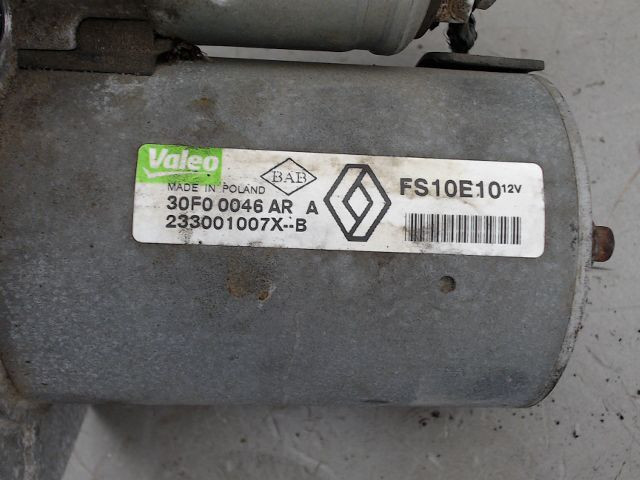 Valeo
BAB
MADE IN POLAND
30F0 0046 AR A
233001007X--B
FS10E10 12V